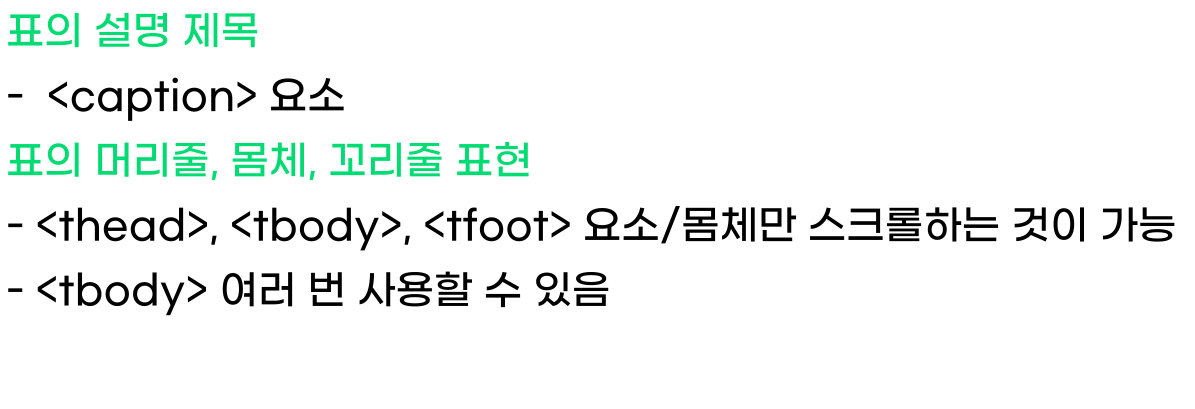 표의 설명 제목
- <caption> 요소
표의 머리줄, 몸체, 꼬리줄 표현
- <thead>, <tbody>, <tfoot> 요소/몸체만 스크롤하는 것이 가능
- <tbody> 여러 번 사용할 수 있음